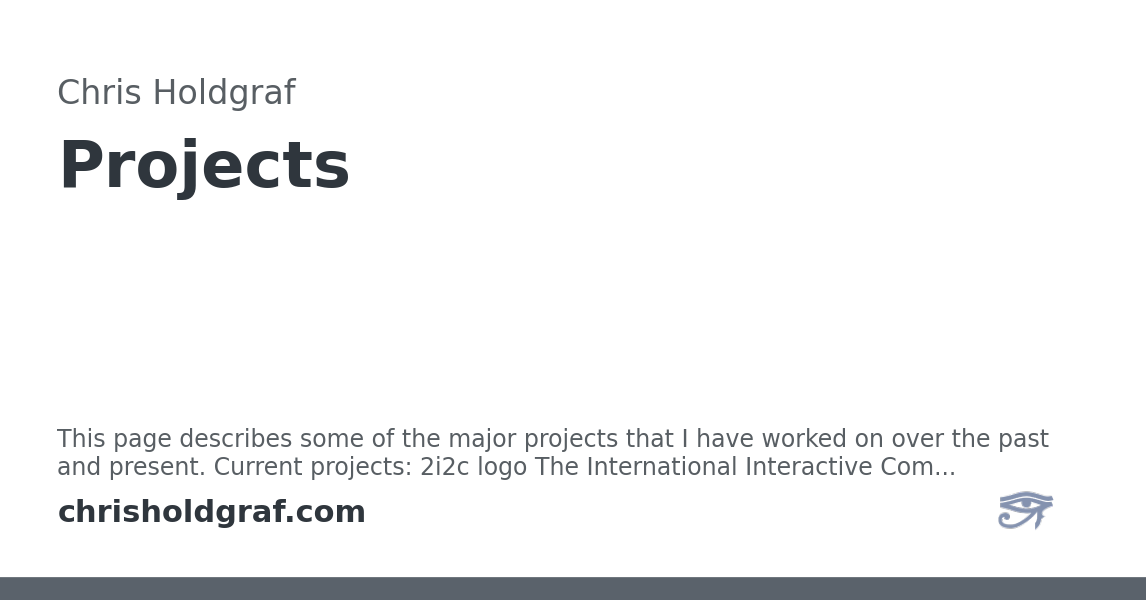 Chris Holdgraf
Projects
This page describes some of the major projects that I have worked on over the past
and present. Current projects: 2i2c logo The International Interactive Com...
chrisholdgraf.com